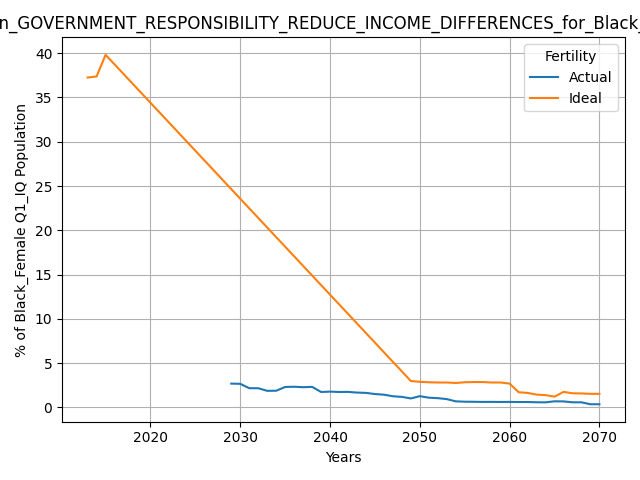 n_GOVERNMENT_RESPONSIBILITY_REDUCE_INCOME_DIFFERENCES_for_Black_
Fertility
Actual
Ideal
% of Black_Female Q1_IQ Population
40
35
30
25
20
15
10
5
0
2020 2030 2040 2050 2060 2070
Years